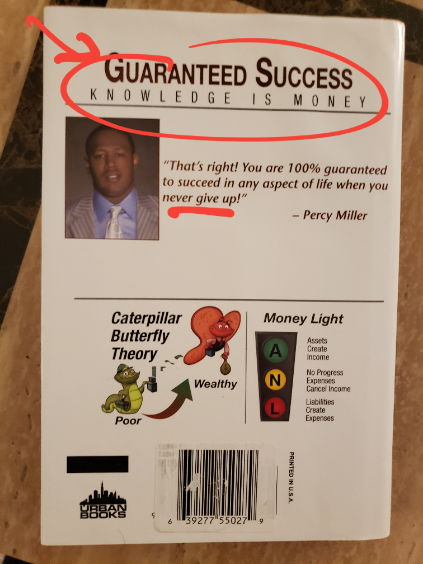 GUARANTEED SUCCESS
KNOWLEDGE IS MONEY
"That's right! You are 100% guaranteed
to succeed in any aspect of life when you
never give up!"
– Percy Miller
Caterpillar
Butterfly
Theory
Wealthy
Poor
Money Light
A
Assets
Create
Income
N
No Progress
Expenses
Cancel Income
L
Liabilities
Create
Expenses
URBAN
BOOKS
PRINTED IN U.S.A.
6 39277 55027 9